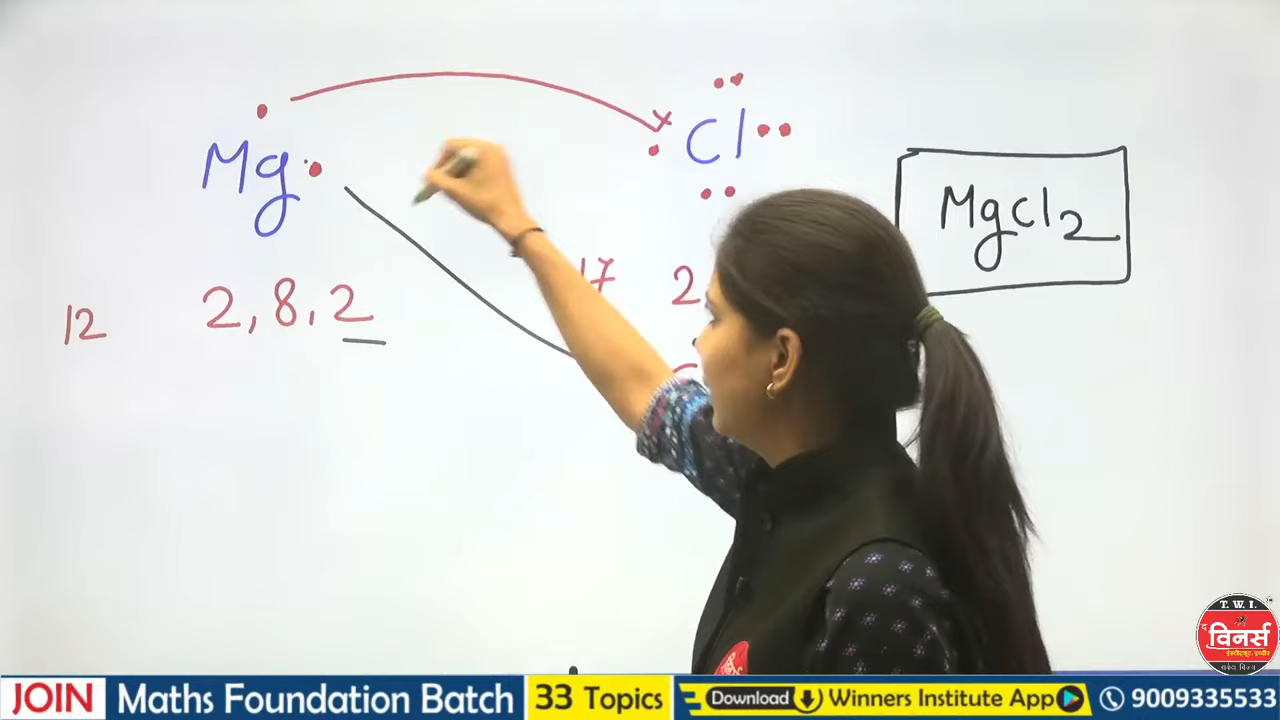 Mg
Cl
MgCl2
12
2, 8, 2
17
2,
T. W. I.
द
विनर्स
इंस्टीट्यूट, इन्दौर
JOIN
Maths Foundation Batch
33 Topics
Download
Winners Institute App
9009335533